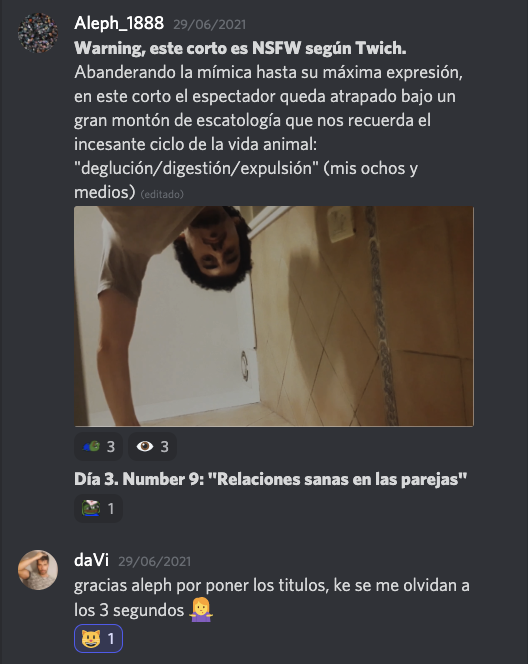 Aleph_1888 29/06/2021
Warning, este corto es NSFW según Twich.
Abanderando la mímica hasta su máxima expresión,
en este corto el espectador queda atrapado bajo un
gran montón de escatología que nos recuerda el
incesante ciclo de la vida animal:
"deglución/digestión/expulsión" (mis ochos y
medios) (editado)
3 3
Día 3. Number 9: "Relaciones sanas en las parejas"
1
daVi 29/06/2021
gracias aleph por poner los titulos, ke se me olvidan a
los 3 segundos 🤷‍♀️
1